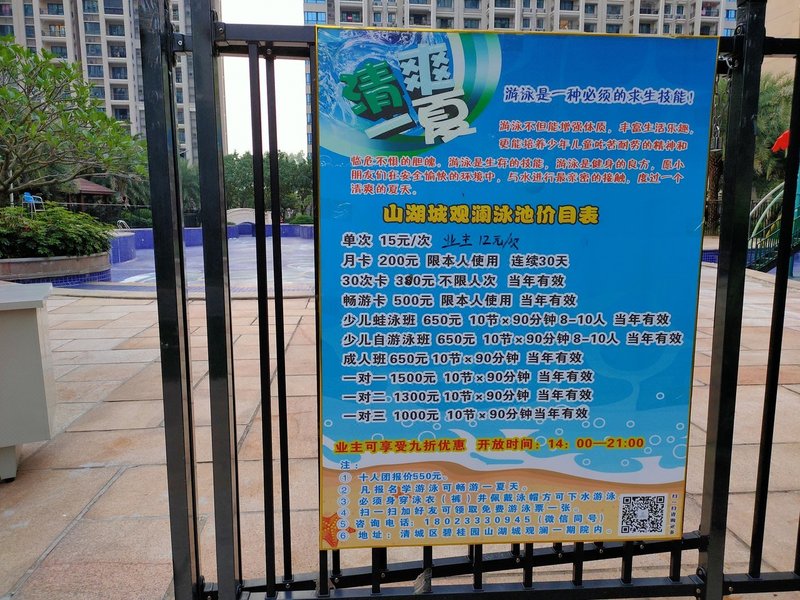 清爽
一夏
游泳是一种必须的求生技能！
游泳不但能增强体质，丰富生活乐趣，
更能培养少年儿童吃苦耐劳的精神和
临危不惧的胆魄，游泳是生存的技能，游泳是健身的良方，愿小
朋友们在安全愉快的环境中，与水进行最亲密的接触，度过一个
清爽的夏天。
山湖城观澜泳池价目表
单次 15元/次 业主 12元/次
月卡 200元 限本人使用 连续30天
30次卡 380元 不限人次 当年有效
畅游卡 500元 限本人使用 当年有效
少儿蛙泳班 650元 10节×90分钟 8-10人 当年有效
少儿自游泳班 650元 10节×90分钟 8-10人 当年有效
成人班 650元 10节×90分钟 当年有效
一对一 1500元 10节×90分钟 当年有效
一对二 1300元 10节×90分钟 当年有效
一对三 1000元 10节×90分钟 当年有效
业主可享受九折优惠 开放时间：14：00—21:00
注：
① 十人团报价550元。
② 凡报名学游泳可畅游一夏天。
③ 必须身穿泳衣（裤）并佩戴泳帽方可下水游泳
④ 扫一扫加好友可领取免费游泳票一张。
⑤ 咨询电话：18023330945（微信同号）
⑥ 地址：清城区碧桂园山湖城观澜一期院内。